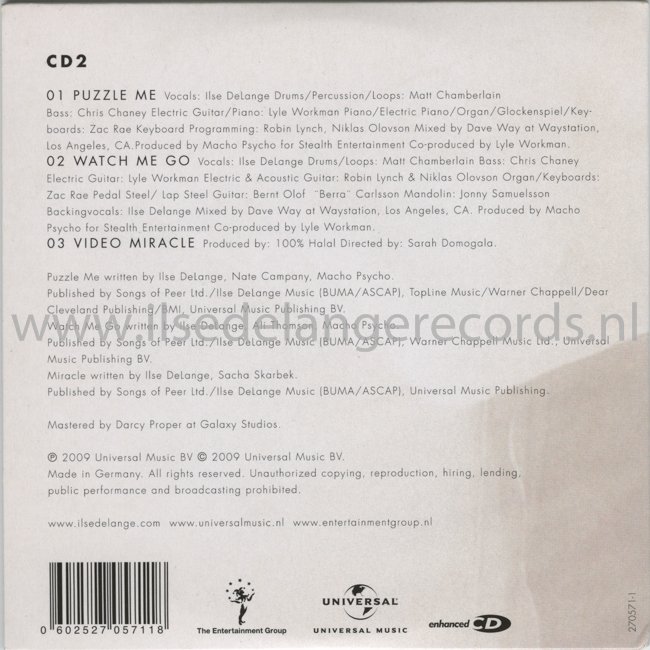 CD2
01 PUZZLE ME Vocals: Ilse DeLange Drums/Percussion/Loops: Matt Chamberlain
Bass: Chris Chaney Electric Guitar/Piano: Lyle Workman Piano/Electric Piano/Organ/Glockenspiel/Key-
boards: Zac Rae Keyboard Programming: Robin Lynch, Niklas Olovson Mixed by Dave Way at Waystation,
Los Angeles, CA.Produced by Macho Psycho for Stealth Entertainment Co-produced by Lyle Workman.
02 WATCH ME GO Vocals: Ilse DeLange Drums/Loops: Matt Chamberlain Bass: Chris Chaney
Electric Guitar: Lyle Workman Electric & Acoustic Guitar: Robin Lynch & Niklas Olovson Organ/Keyboards:
Zac Rae Pedal Steel/ Lap Steel Guitar: Bernt Olof ¨Berra¨ Carlsson Mandolin: Jonny Samuelsson
Backingvocals: Ilse Delange Mixed by Dave Way at Waystation, Los Angeles, CA. Produced by Macho
Psycho for Stealth Entertainment Co-produced by Lyle Workman.
03 VIDEO MIRACLE Produced by: 100% Halal Directed by: Sarah Domogala.
Puzzle Me written by Ilse DeLange, Nate Campany, Macho Psycho.
Published by Songs of Peer Ltd./Ilse DeLange Music (BUMA/ASCAP), TopLine Music/Warner Chappell/Dear
Cleveland Publishing/BMI, Universal Music Publishing BV.
www.Ilsedelangerecords.nl
Watch Me Go written by Ilse DeLange, Ali Thomson, Macho Psycho.
Published by Songs of Peer Ltd./Ilse DeLange Music (BUMA/ASCAP), Warner Chappell Music Ltd., Universal
Music Publishing BV.
Miracle written by Ilse DeLange, Sacha Skarbek.
Published by Songs of Peer Ltd./Ilse DeLange Music (BUMA/ASCAP), Universal Music Publishing.
Mastered by Darcy Proper at Galaxy Studios.
℗ 2009 Universal Music BV © 2009 Universal Music BV.
Made in Germany. All rights reserved. Unauthorized copying, reproduction, hiring, lending,
public performance and broadcasting prohibited.
www.ilsedelange.com www.universalmusic.nl www.entertainmentgroup.nl
0 602527 057118
The Entertainment Group
UNIVERSAL
UNIVERSAL MUSIC
enhanced CD
270571-1